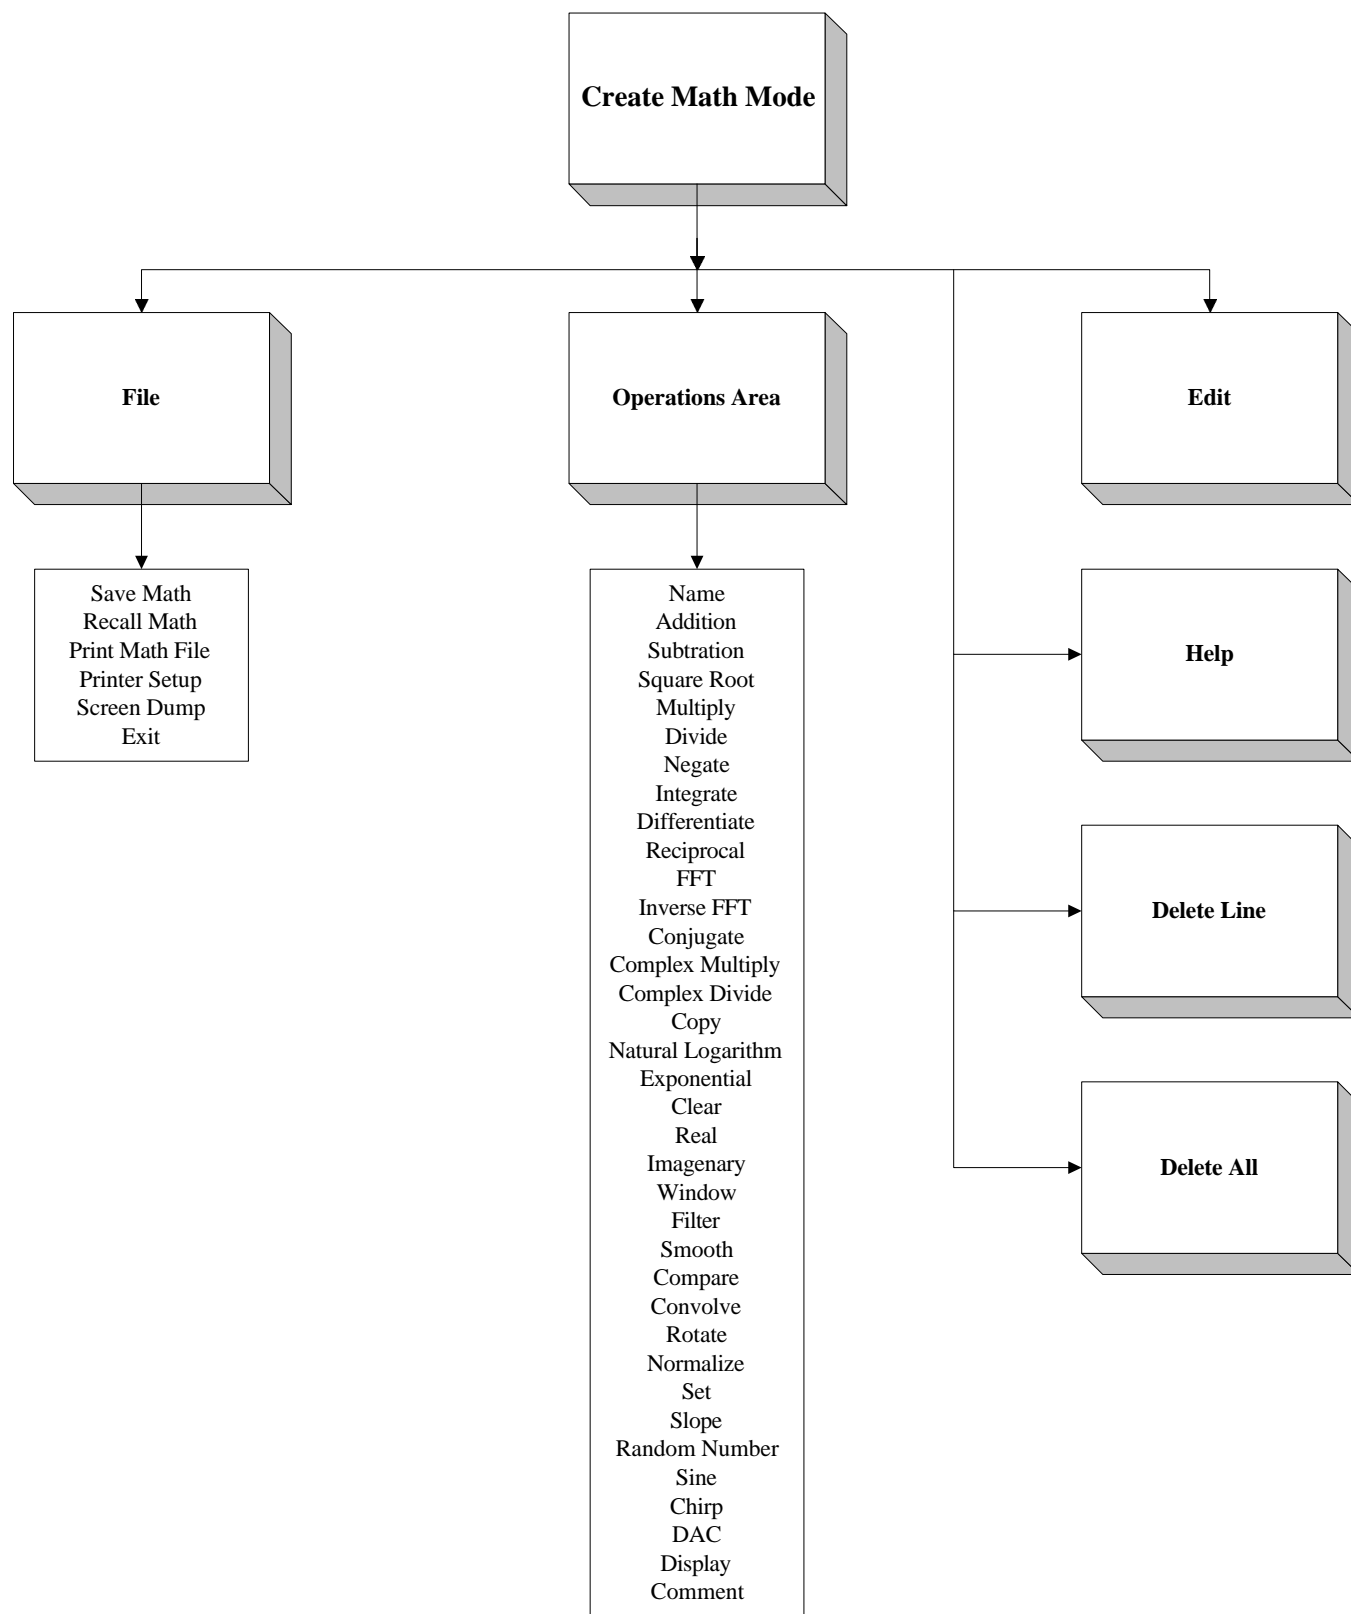 Create Math Mode
File
Operations Area
Edit
Save Math
Recall Math
Print Math File
Printer Setup
Screen Dump
Exit
Name
Addition
Subtration
Square Root
Multiply
Divide
Negate
Integrate
Differentiate
Reciprocal
FFT
Inverse FFT
Conjugate
Complex Multiply
Complex Divide
Copy
Natural Logarithm
Exponential
Clear
Real
Imagenary
Window
Filter
Smooth
Compare
Convolve
Rotate
Normalize
Set
Slope
Random Number
Sine
Chirp
DAC
Display
Comment
Help
Delete Line
Delete All